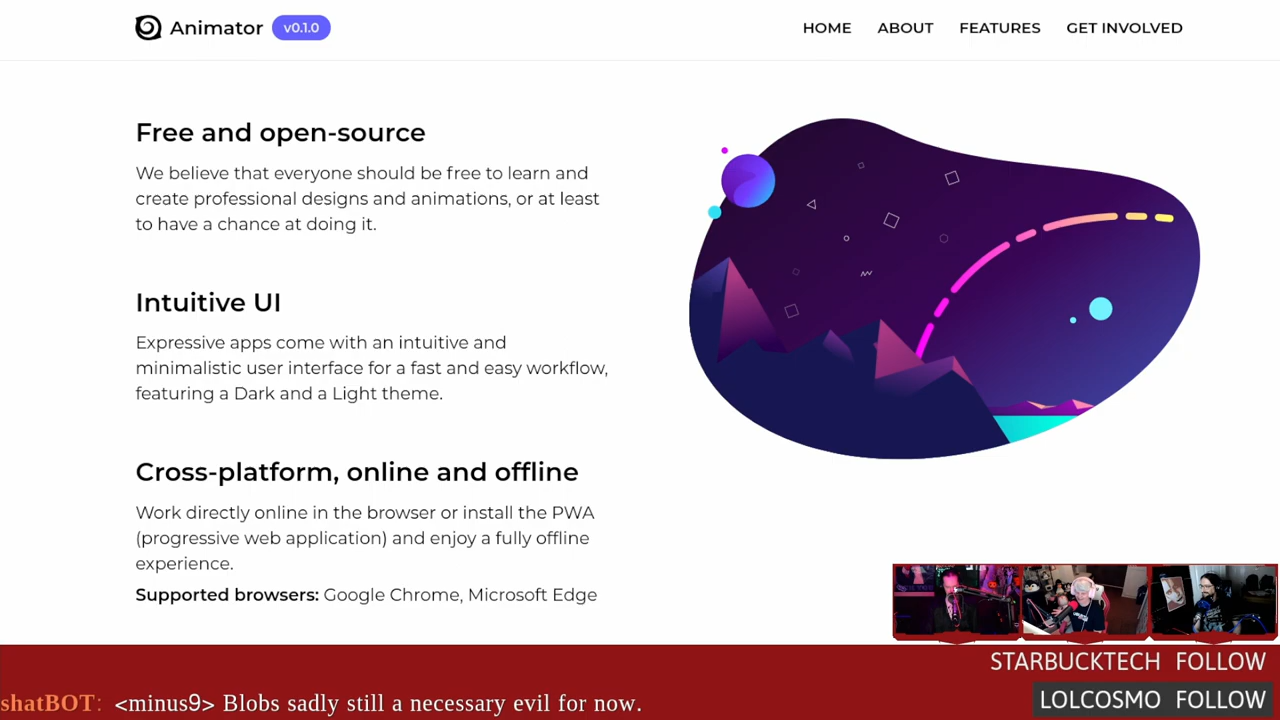 Animator v0.1.0 HOME ABOUT FEATURES GET INVOLVED
Free and open-source
We believe that everyone should be free to learn and
create professional designs and animations, or at least
to have a chance at doing it.
Intuitive UI
Expressive apps come with an intuitive and
minimalistic user interface for a fast and easy workflow,
featuring a Dark and a Light theme.
Cross-platform, online and offline
Work directly online in the browser or install the PWA
(progressive web application) and enjoy a fully offline
experience.
Supported browsers: Google Chrome, Microsoft Edge
STARBUCKTECH FOLLOW
LOLCOSMO FOLLOW
shatBOT: <minus9> Blobs sadly still a necessary evil for now.